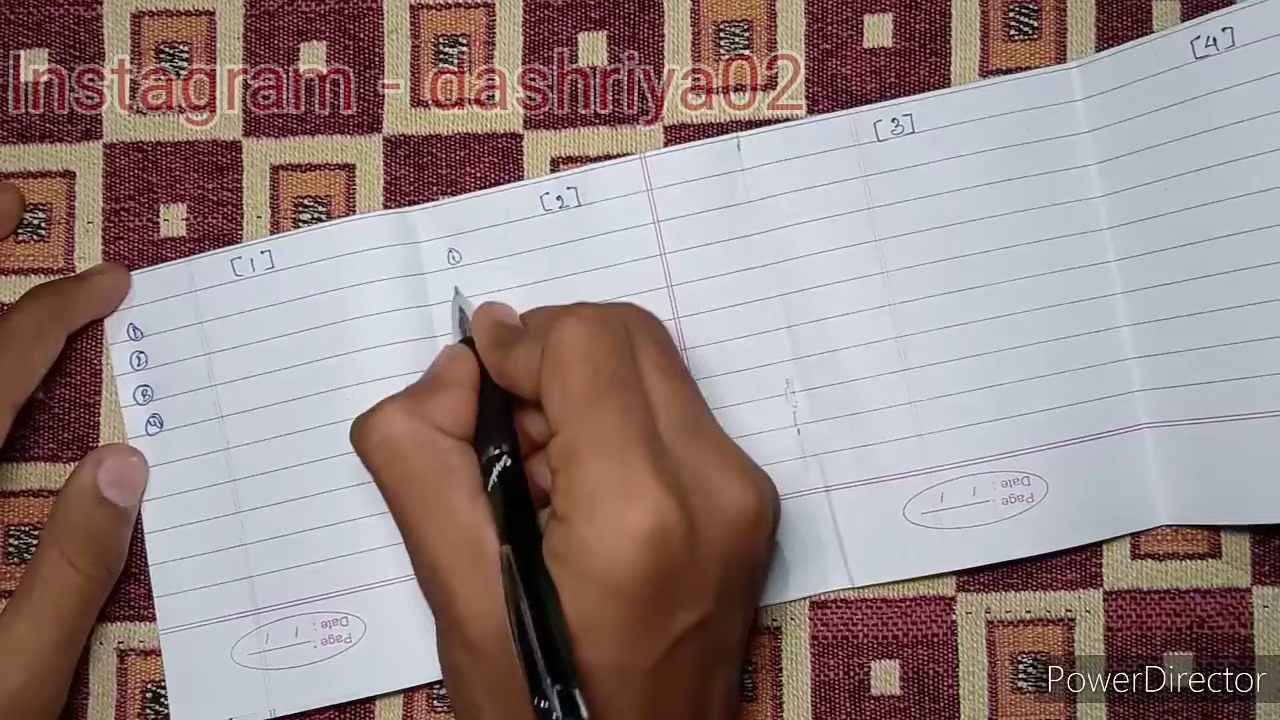 Instagram - dashriya02
[4]
[3]
[2]
[1]
①
①
②
③
④
Page :
Date :
Page :
Date :
PowerDirector